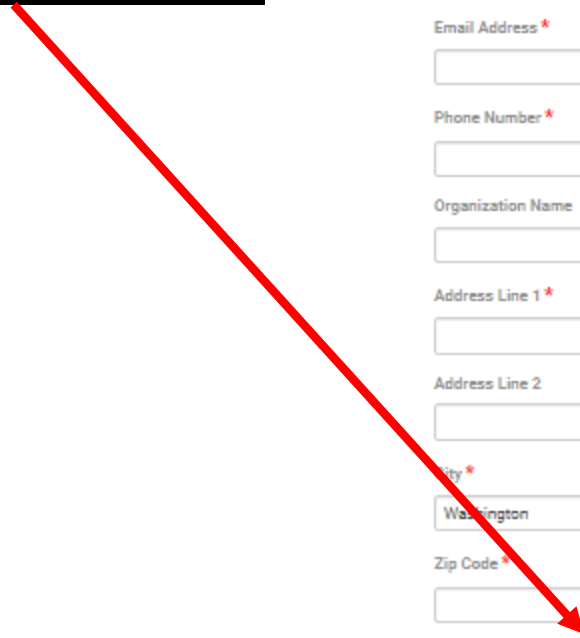 Email Address *
Phone Number *
Organization Name
Address Line 1 *
Address Line 2
City *
Washington
Zip Code *